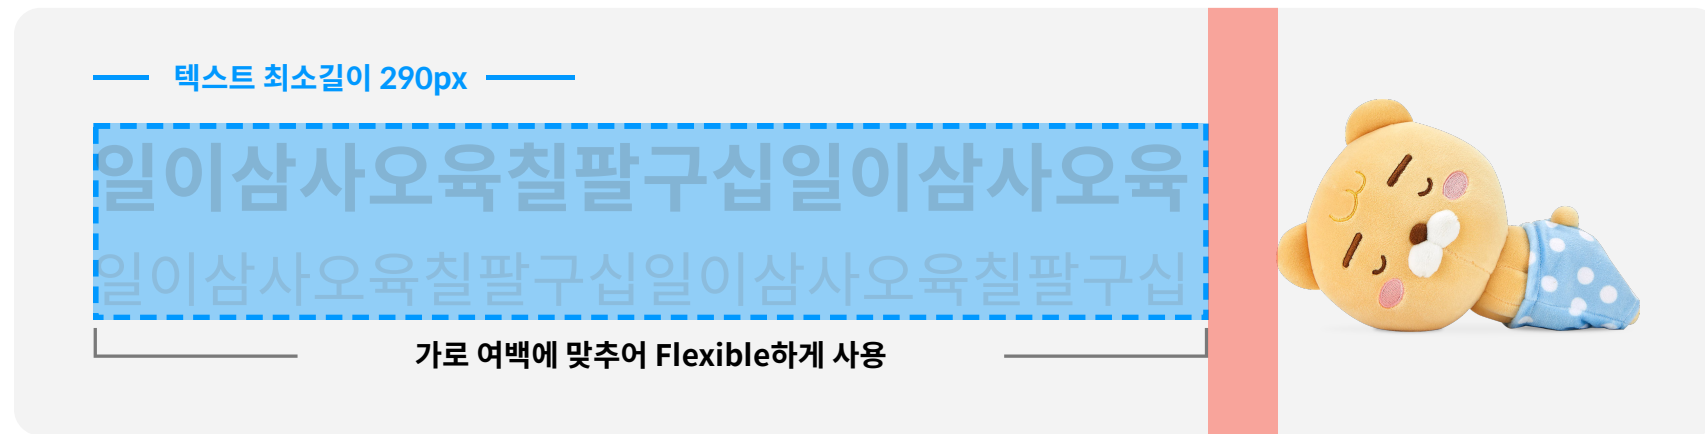 텍스트 최소길이 290px
일이삼사오육칠팔구십일이삼사오육
일이삼사오육칠팔구십일이삼사오육칠팔구십
가로 여백에 맞추어 Flexible하게 사용